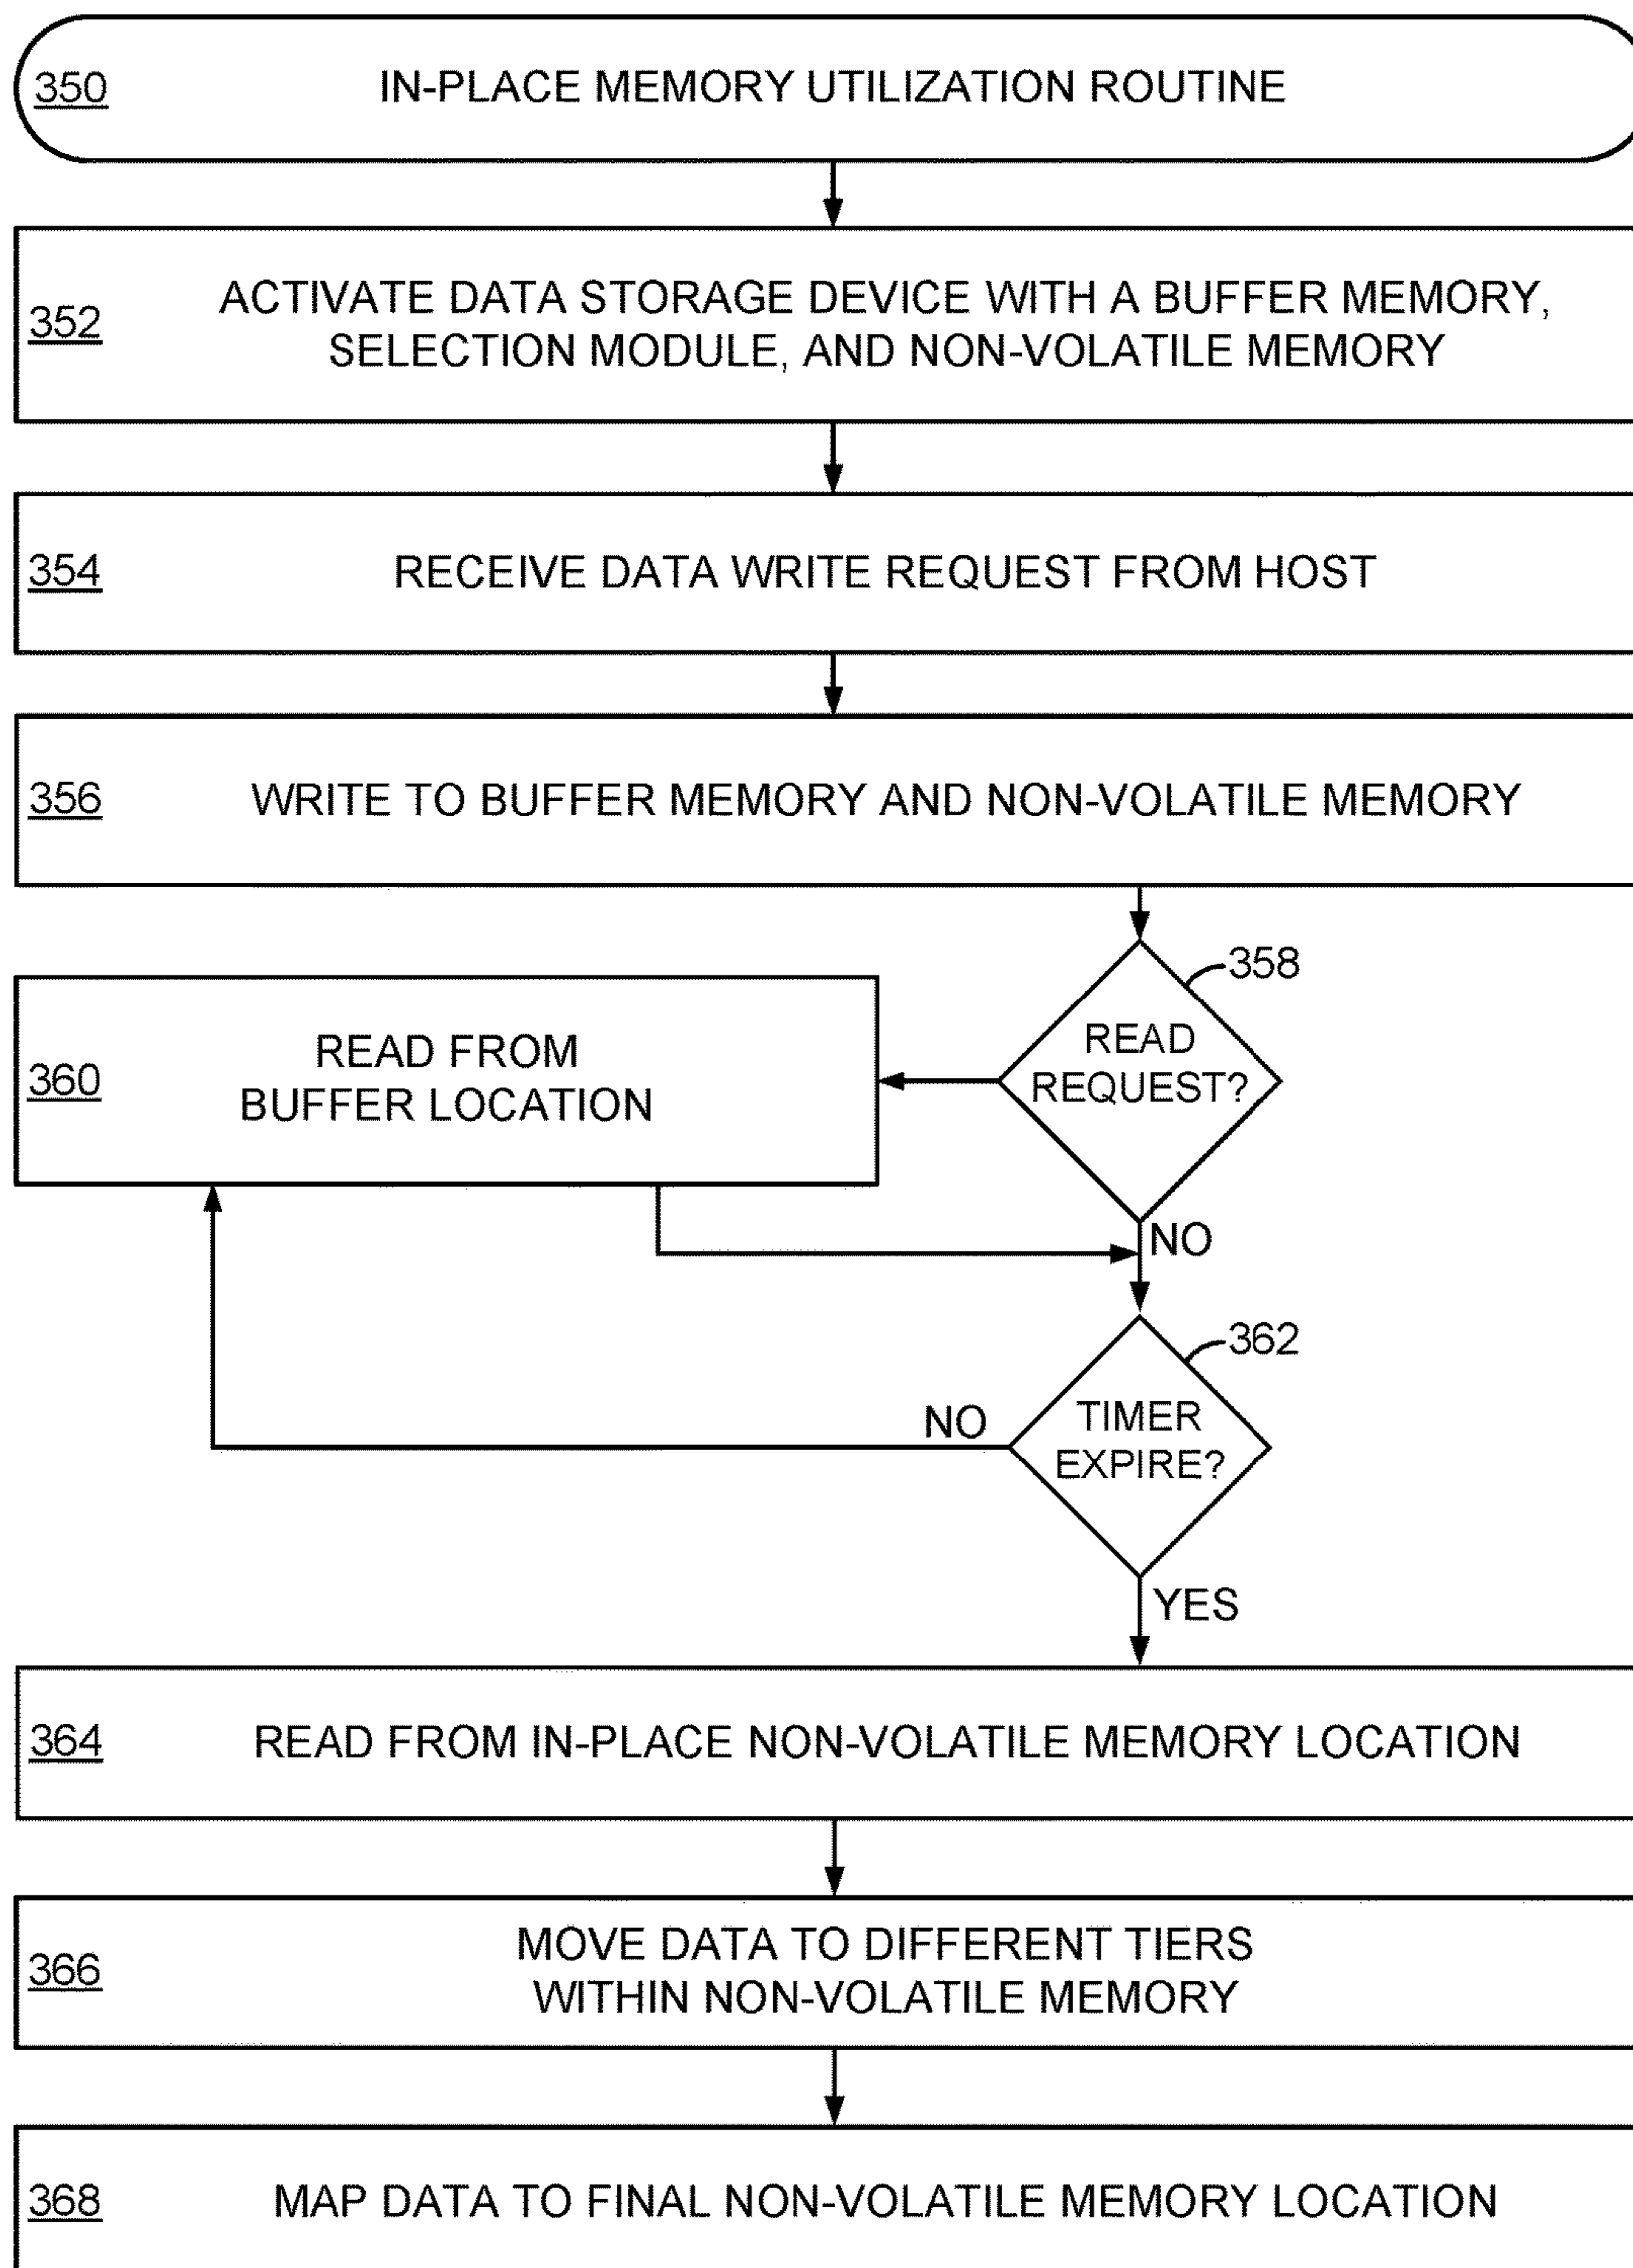 350 IN-PLACE MEMORY UTILIZATION ROUTINE
352 ACTIVATE DATA STORAGE DEVICE WITH A BUFFER MEMORY,
SELECTION MODULE, AND NON-VOLATILE MEMORY
354 RECEIVE DATA WRITE REQUEST FROM HOST
356 WRITE TO BUFFER MEMORY AND NON-VOLATILE MEMORY
358
READ
REQUEST?
360 READ FROM
BUFFER LOCATION
NO
362
TIMER
EXPIRE?
NO
YES
364 READ FROM IN-PLACE NON-VOLATILE MEMORY LOCATION
366 MOVE DATA TO DIFFERENT TIERS
WITHIN NON-VOLATILE MEMORY
368 MAP DATA TO FINAL NON-VOLATILE MEMORY LOCATION